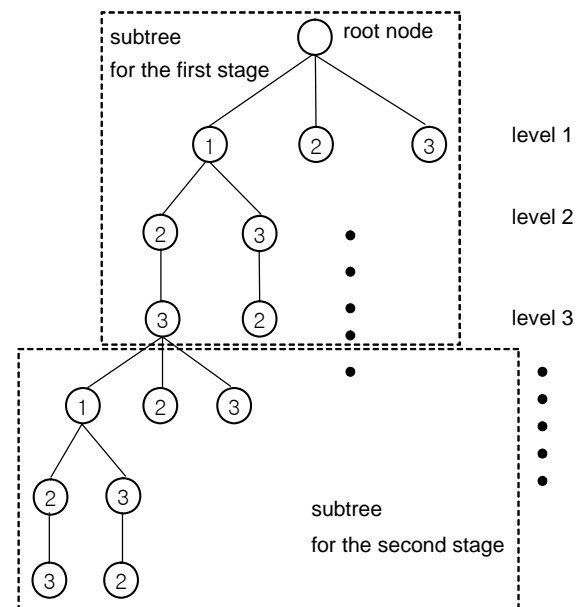 subtree
for the first stage
root node
1 2 3
level 1
2 3
level 2
3 2
level 3
1 2 3
2 3
3 2
subtree
for the second stage